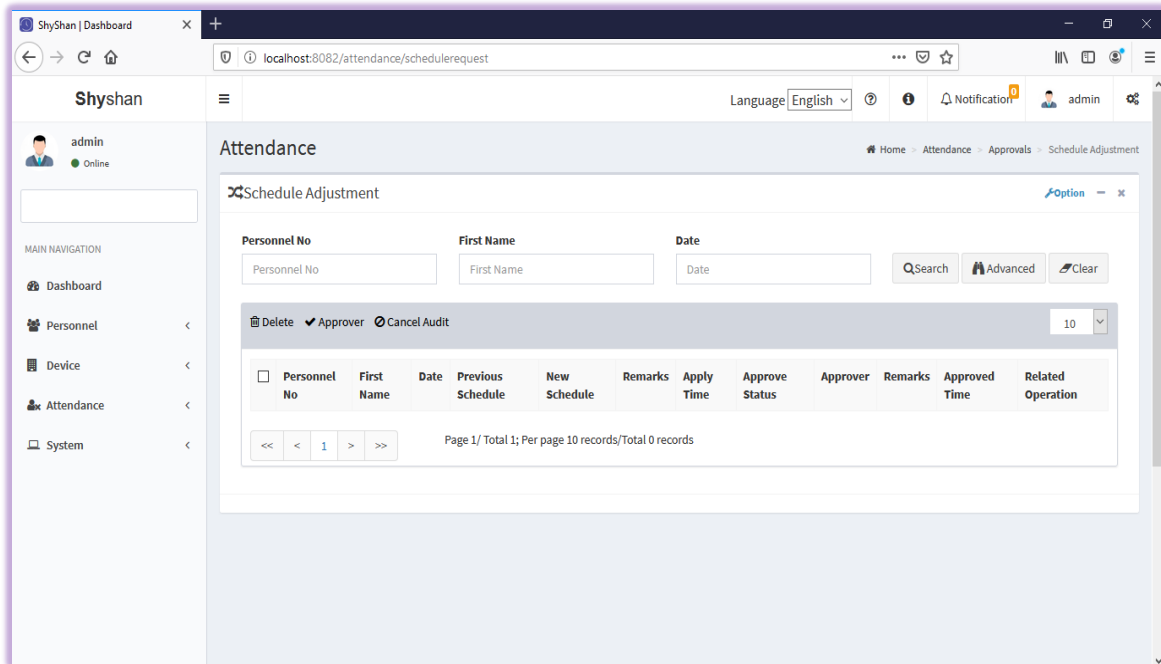 ShyShan | Dashboard
localhost:8082/attendance/schedulerequest
Shyshan
Language English
Notification 0
admin
admin
Online
Attendance
Home > Attendance > Approvals > Schedule Adjustment
Schedule Adjustment
Option
MAIN NAVIGATION
Dashboard
Personnel
Device
Attendance
System
Personnel No First Name Date
Personnel No First Name Date Search Advanced Clear
Delete Approver Cancel Audit 10
Personnel First Date Previous New Remarks Apply Approve Approver Remarks Approved Related
No Name Schedule Schedule Time Status Time Operation
<< < 1 > >> Page 1/ Total 1; Per page 10 records/Total 0 records